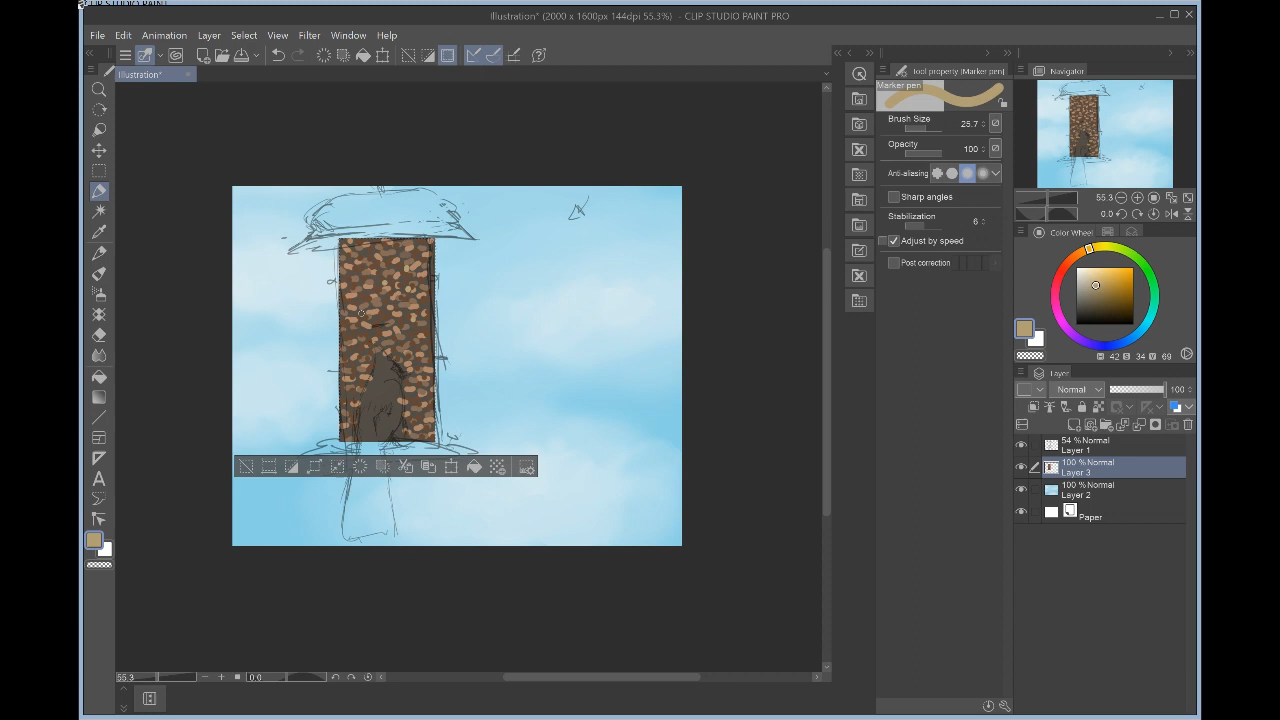 CLIP STUDIO PAINT
Illustration* (2000 x 1600px 144dpi 55.3%) - CLIP STUDIO PAINT PRO
File Edit Animation Layer Select View Filter Window Help
Illustration*
Tool property (Marker pen)
Navigator
Marker pen
Brush Size 25.7
Opacity 100
Anti-aliasing
Sharp angles
Stabilization 6
Adjust by speed
Post correction
55.3
0.0
Color Wheel
H 42 S 34 V 69
Layer
Normal 100
54 % Normal
Layer 1
100 % Normal
Layer 3
100 % Normal
Layer 2
Paper
A
55.3 0.0